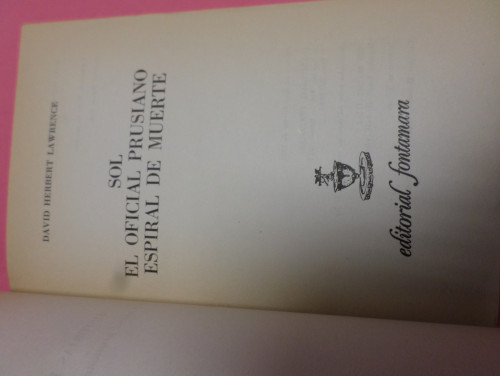 DAVID HERBERT LAWRENCE
SOL
EL OFICIAL PRUSIANO
ESPIRAL DE MUERTE
editorial fontamara